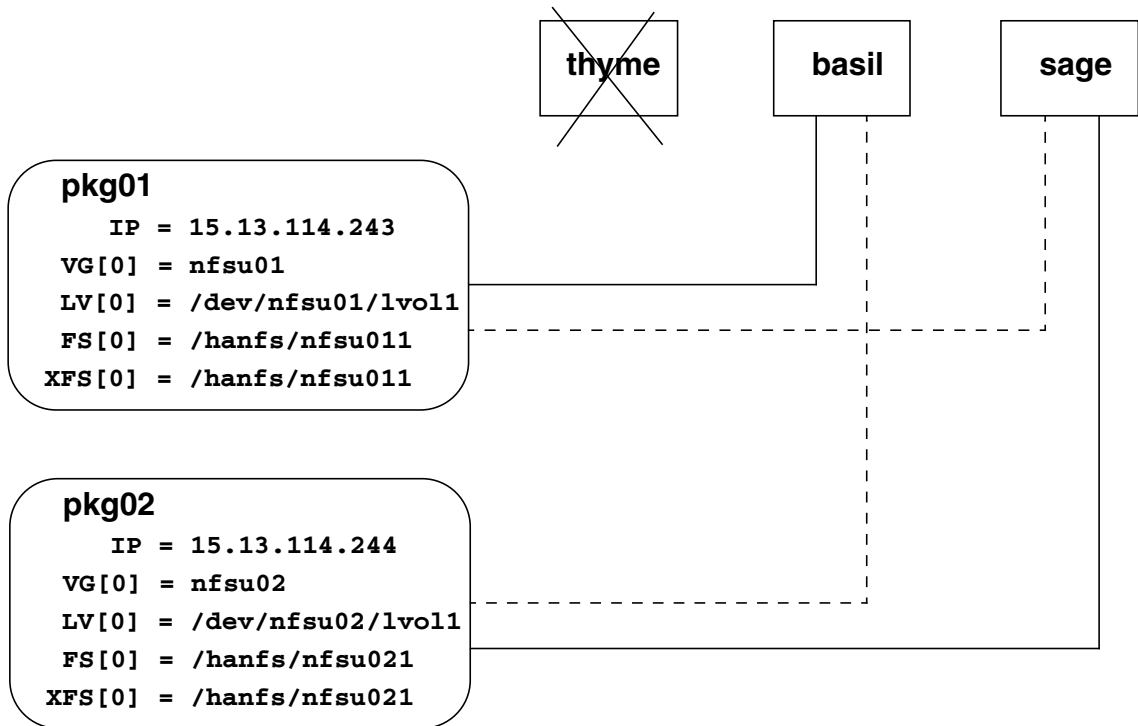 thyme
basil
sage
pkg01
IP = 15.13.114.243
VG[0] = nfsu01
LV[0] = /dev/nfsu01/lvol1
FS[0] = /hanfs/nfsu011
XFS[0] = /hanfs/nfsu011
pkg02
IP = 15.13.114.244
VG[0] = nfsu02
LV[0] = /dev/nfsu02/lvol1
FS[0] = /hanfs/nfsu021
XFS[0] = /hanfs/nfsu021